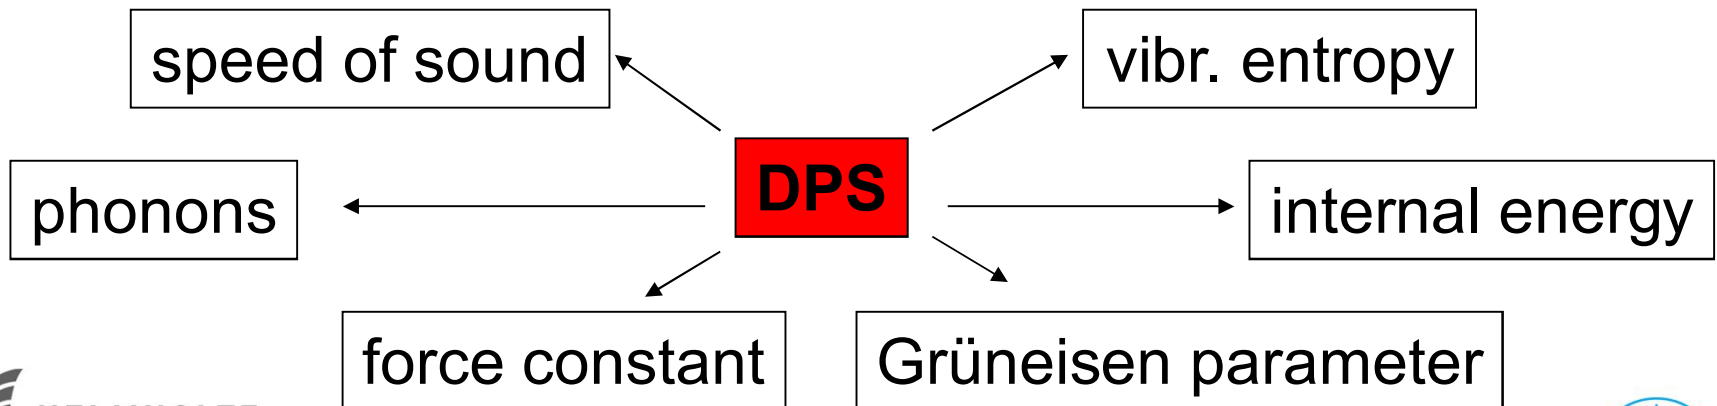 speed of sound
vibr. entropy
DPS
phonons
internal energy
force constant
Grüneisen parameter